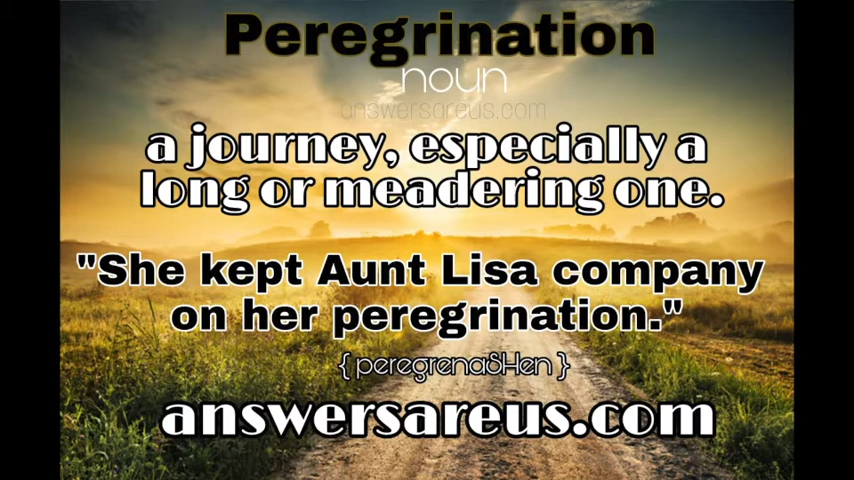 Peregrination
noun
answersareus.com
a journey, especially a
long or meadering one.
"She kept Aunt Lisa company
on her peregrination."
{ peregrenaSHen }
answersareus.com